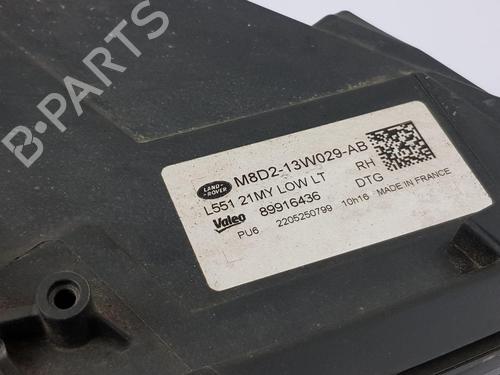 B-PARTS
LAND ROVER
M8D2-13W029-AB
L551 21MY LOW LT RH
Valeo 89916436 DTG
PU6 2205250799 10h16 MADE IN FRANCE